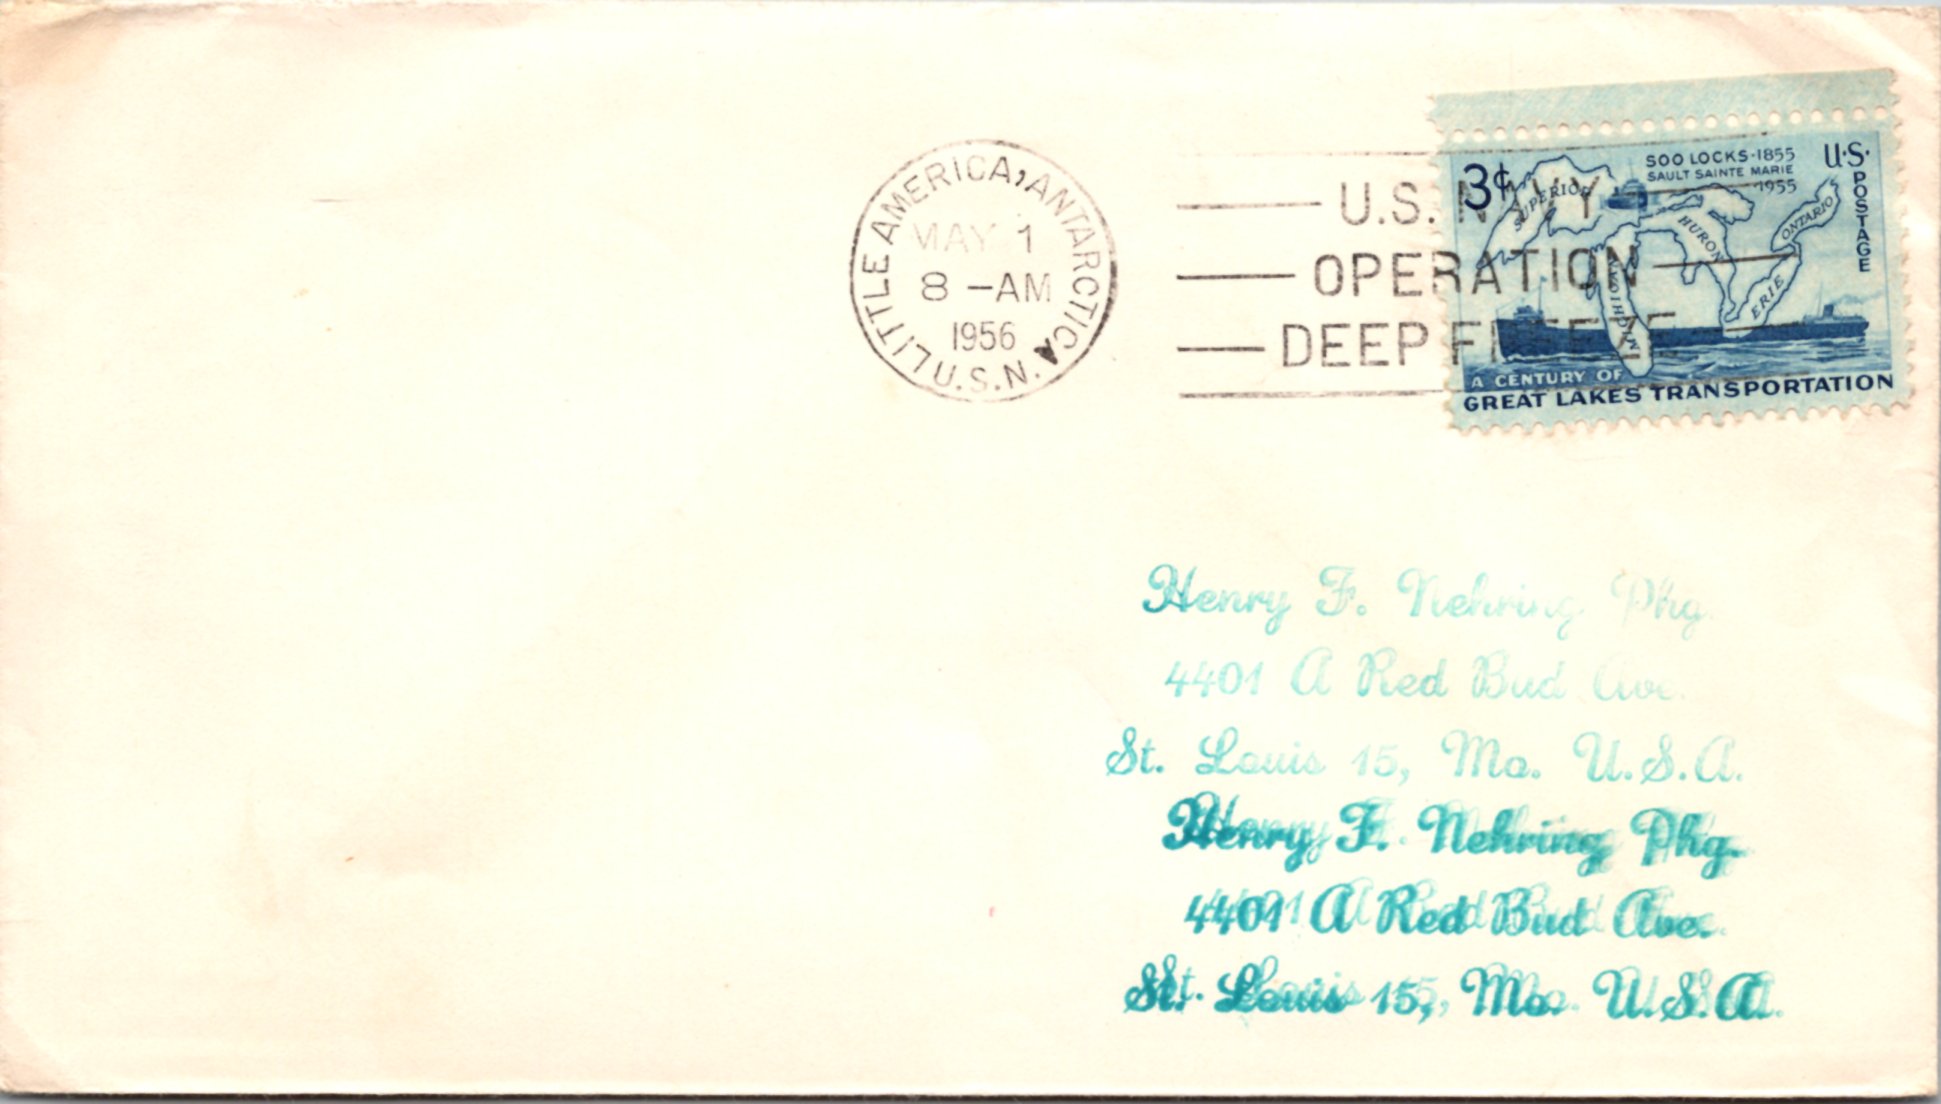 LITTLE AMERICA, ANTARCTICA
MAY 1
8 –AM
1956
U.S.N.
U.S. NAVY
OPERATION
DEEP FREEZE
3¢
SOO LOCKS·1855
SAULT SAINTE MARIE
1955
U·S·
POSTAGE
SUPERIOR
MICHIGAN
HURON
ONTARIO
ERIE
A CENTURY OF
GREAT LAKES TRANSPORTATION
Henry F. Nehring Phg.
4401 A Red Bud Ave.
St. Louis 15, Mo. U.S.A.
Henry F. Nehring Phg.
4401 A Red Bud Ave.
St. Louis 15, Mo. U.S.A.